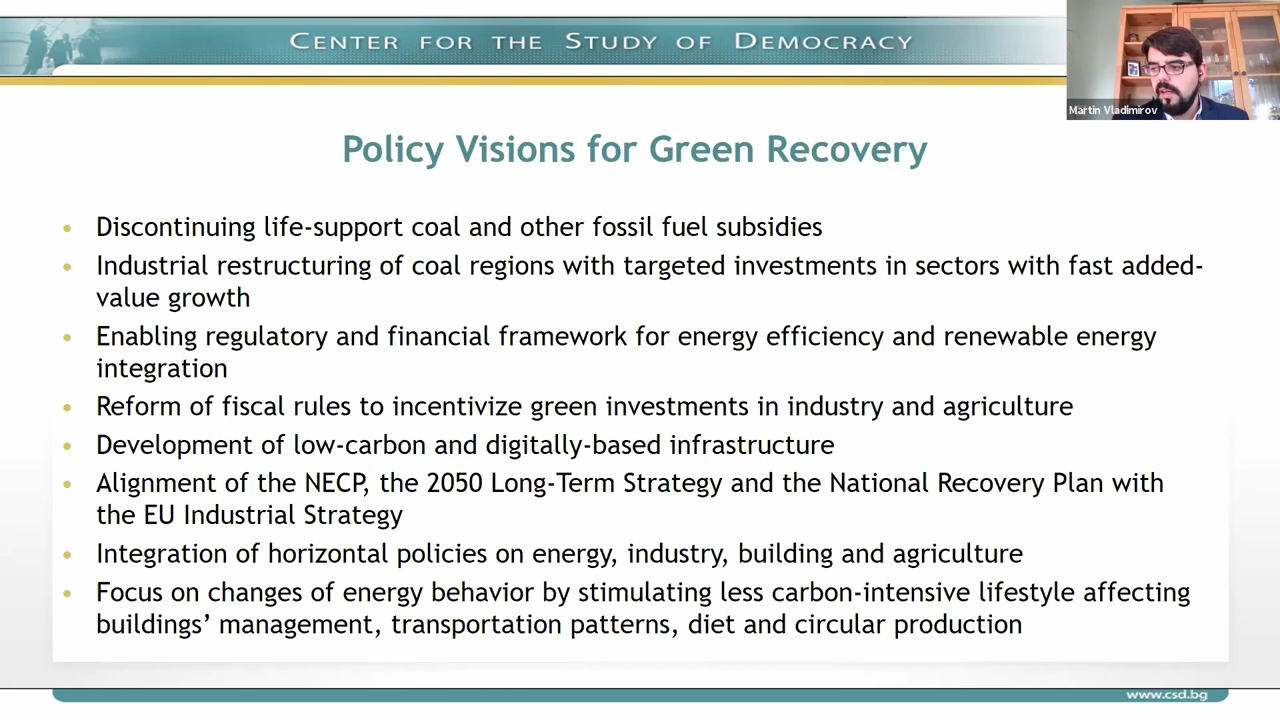 CENTER FOR THE STUDY OF DEMOCRACY
Martin Vladimirov
Policy Visions for Green Recovery
• Discontinuing life-support coal and other fossil fuel subsidies
• Industrial restructuring of coal regions with targeted investments in sectors with fast added-
value growth
• Enabling regulatory and financial framework for energy efficiency and renewable energy
integration
• Reform of fiscal rules to incentivize green investments in industry and agriculture
• Development of low-carbon and digitally-based infrastructure
• Alignment of the NECP, the 2050 Long-Term Strategy and the National Recovery Plan with
the EU Industrial Strategy
• Integration of horizontal policies on energy, industry, building and agriculture
• Focus on changes of energy behavior by stimulating less carbon-intensive lifestyle affecting
buildings’ management, transportation patterns, diet and circular production
www.csd.bg